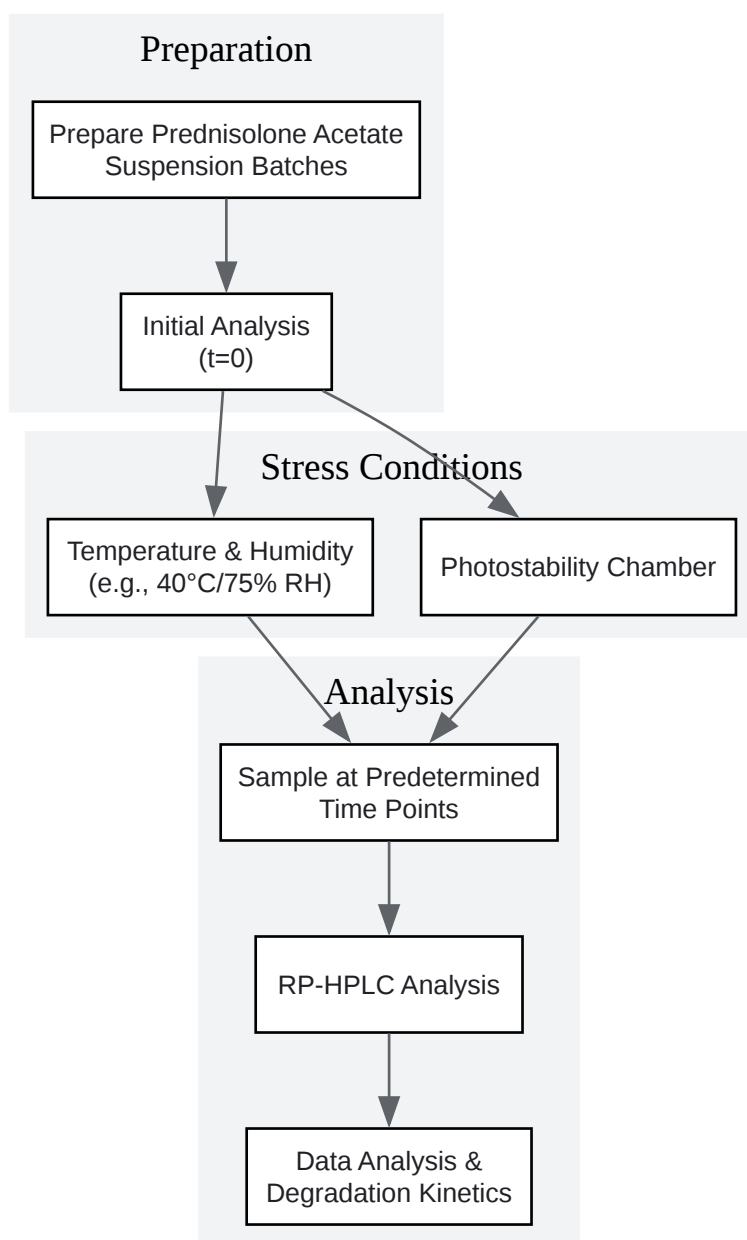 Preparation
Prepare Prednisolone Acetate
Suspension Batches
Initial Analysis
(t=0)
Stress Conditions
Temperature & Humidity
(e.g., 40°C/75% RH)
Photostability Chamber
Analysis
Sample at Predetermined
Time Points
RP-HPLC Analysis
Data Analysis &
Degradation Kinetics